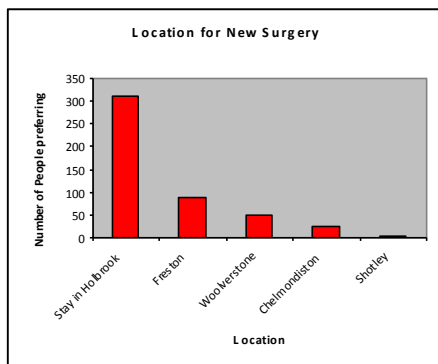 Location for New Surgery
Number of People preferring
350
300
250
200
150
100
50
0
Stay in Holbrook
Freston
Woolverstone
Chelmondiston
Shotley
Location